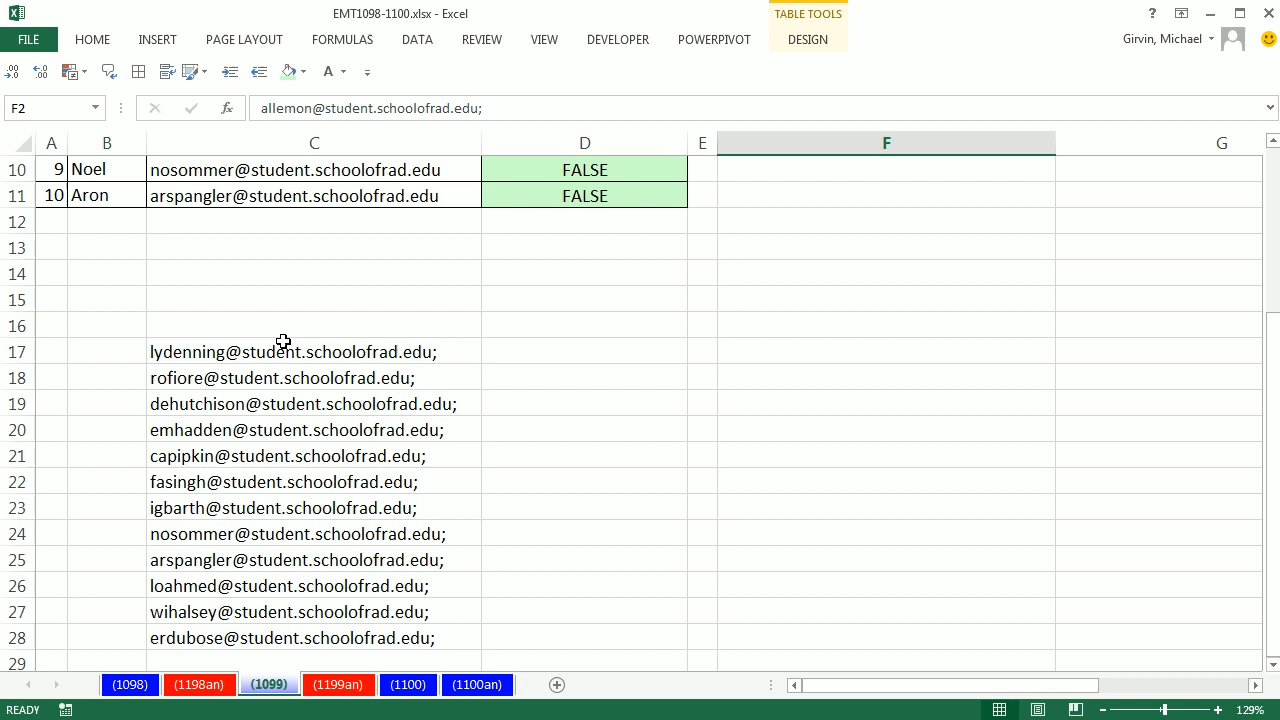 EMT1098-1100.xlsx - Excel
TABLE TOOLS
?
FILE HOME INSERT PAGE LAYOUT FORMULAS DATA REVIEW VIEW DEVELOPER POWERPIVOT DESIGN Girvin, Michael
F2 fx allemon@student.schoolofrad.edu;
A B C D E F G
10 9 Noel nosommer@student.schoolofrad.edu FALSE
11 10 Aron arspangler@student.schoolofrad.edu FALSE
12
13
14
15
16
17 lydenning@student.schoolofrad.edu;
18 rofiore@student.schoolofrad.edu;
19 dehutchison@student.schoolofrad.edu;
20 emhadden@student.schoolofrad.edu;
21 capipkin@student.schoolofrad.edu;
22 fasingh@student.schoolofrad.edu;
23 igbarth@student.schoolofrad.edu;
24 nosommer@student.schoolofrad.edu;
25 arspangler@student.schoolofrad.edu;
26 loahmed@student.schoolofrad.edu;
27 wihalsey@student.schoolofrad.edu;
28 erdubose@student.schoolofrad.edu;
29
(1098) (1198an) (1099) (1199an) (1100) (1100an)
READY 129%